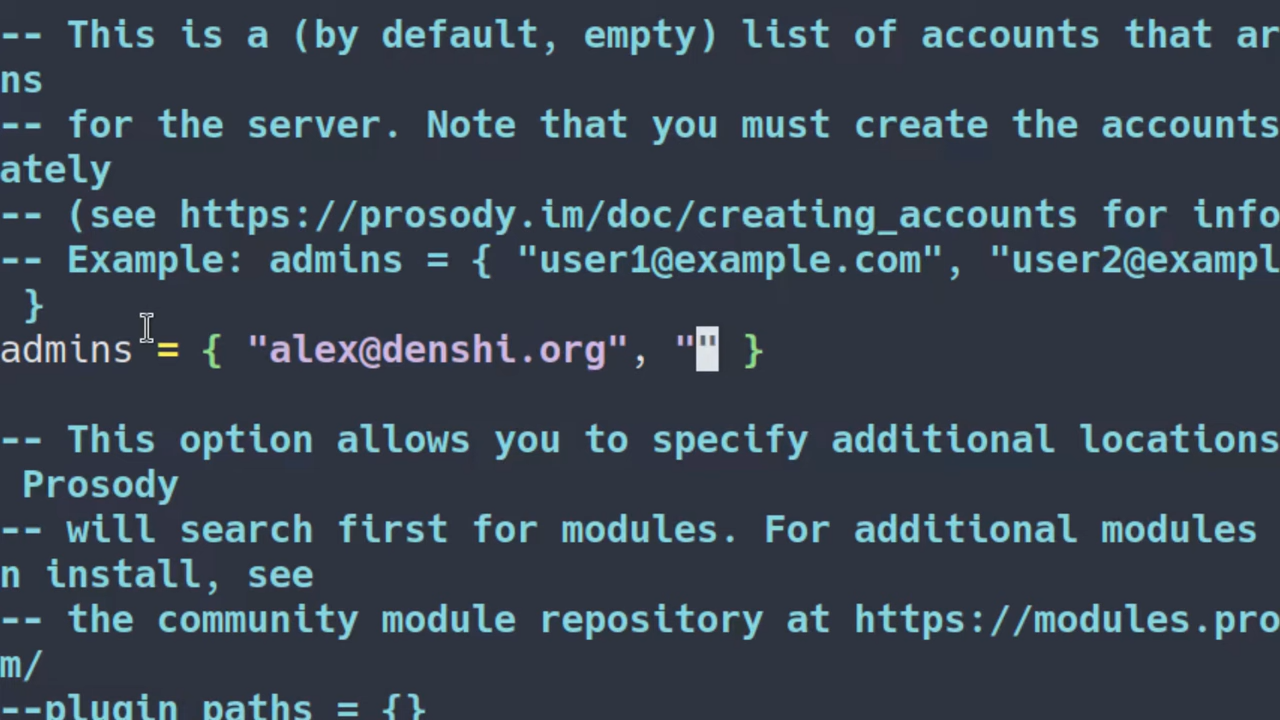 -- This is a (by default, empty) list of accounts that ar
ns
-- for the server. Note that you must create the accounts
ately
-- (see https://prosody.im/doc/creating_accounts for info
-- Example: admins = { "user1@example.com", "user2@exampl
 }
admins = { "alex@denshi.org", "" }
-- This option allows you to specify additional locations
 Prosody
-- will search first for modules. For additional modules
n install, see
-- the community module repository at https://modules.pro
m/
--plugin_paths = {}